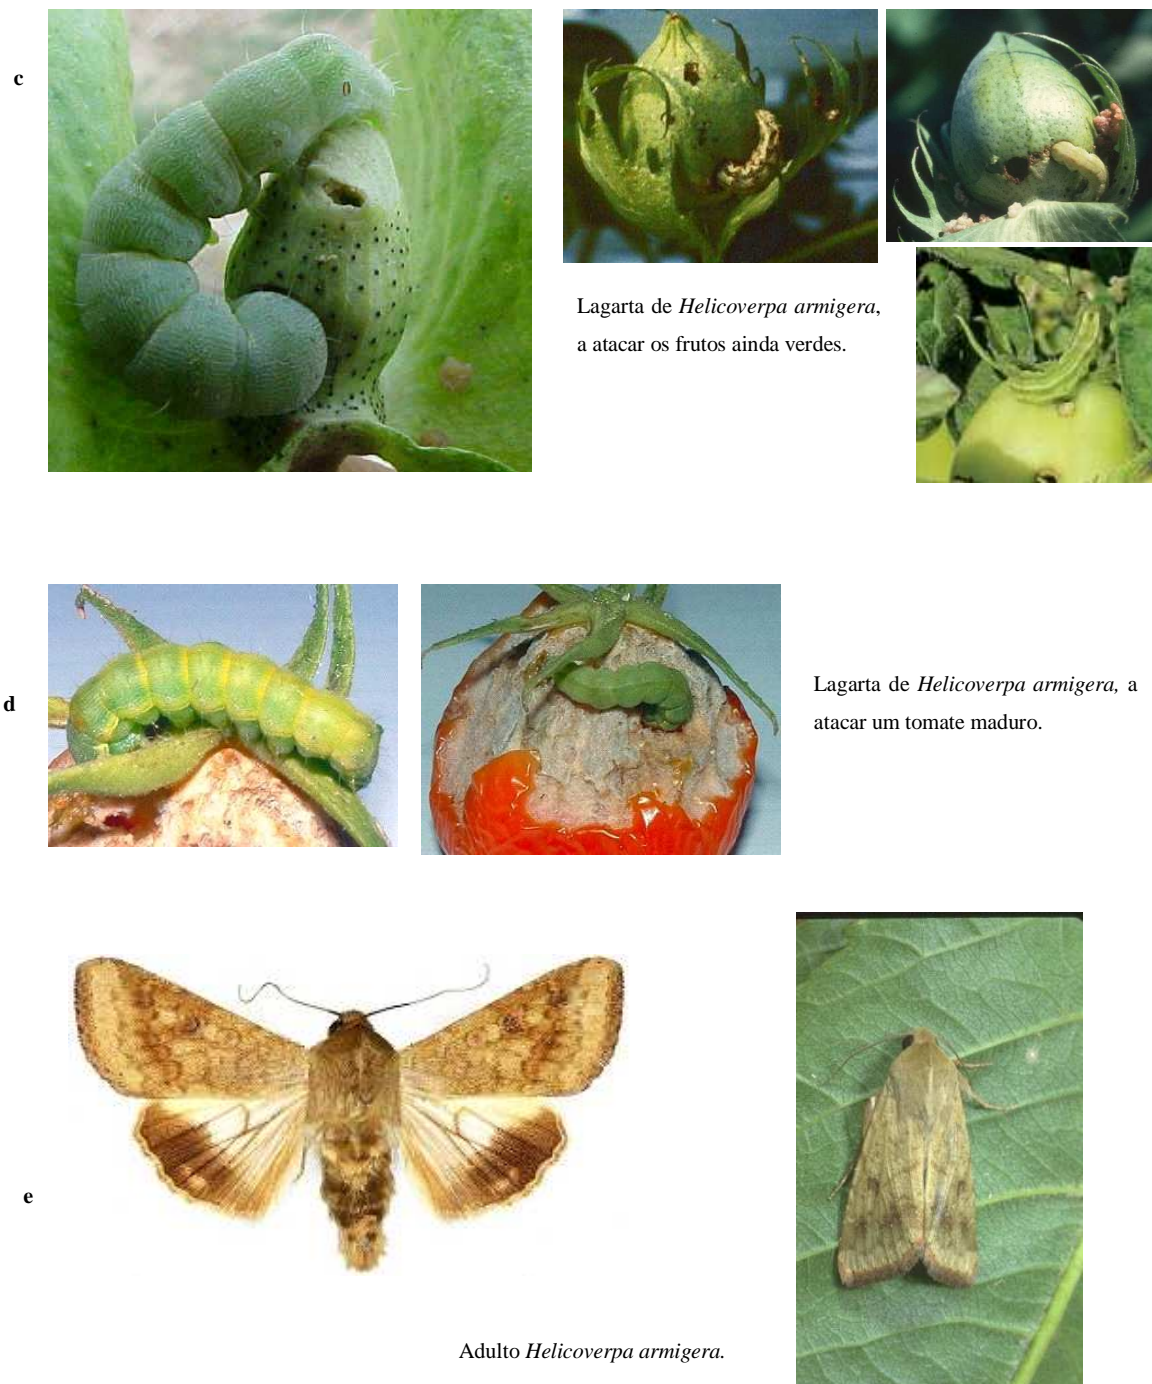 c
Lagarta de Helicoverpa armigera,
a atacar os frutos ainda verdes.
d
Lagarta de Helicoverpa armigera, a
atacar um tomate maduro.
e
Adulto Helicoverpa armigera.